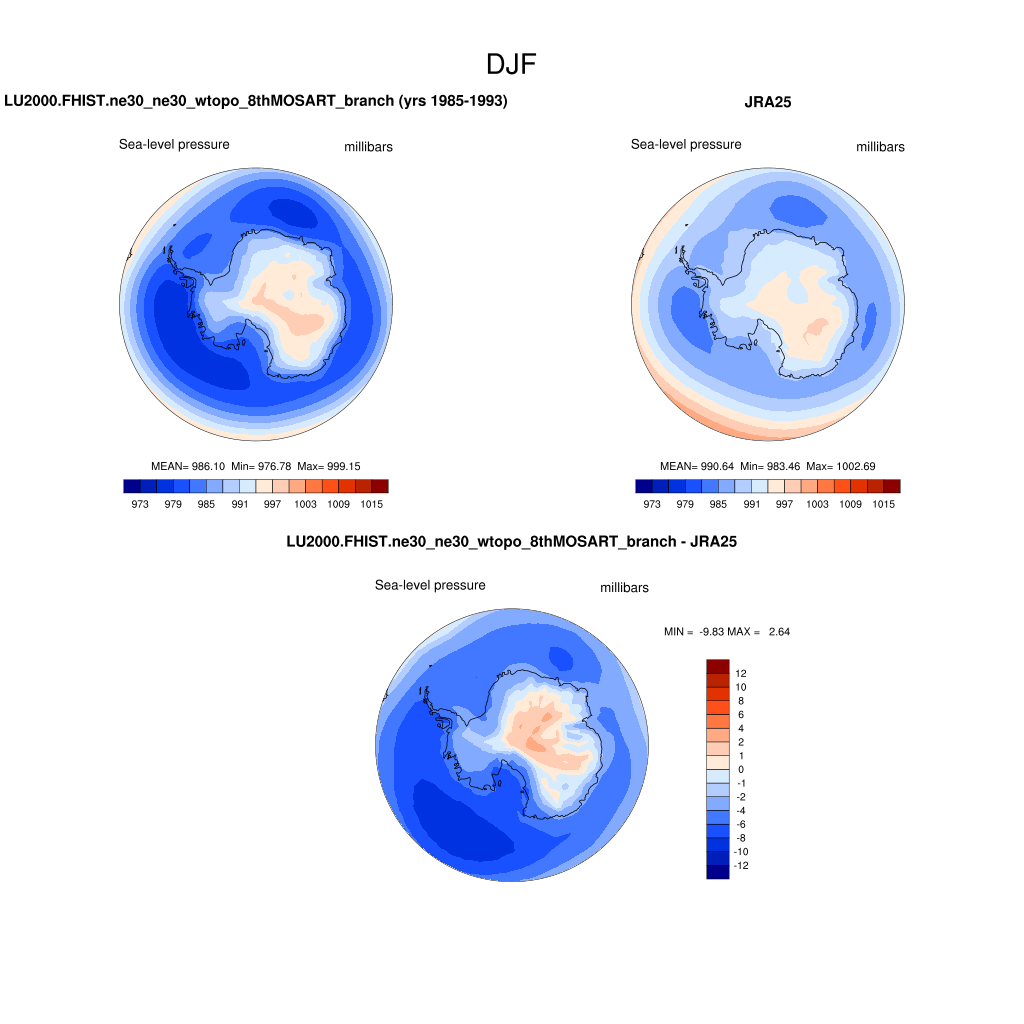 DJF
LU2000.FHIST.ne30_ne30_wtopo_8thMOSART_branch (yrs 1985-1993)
JRA25
Sea-level pressure
millibars
Sea-level pressure
millibars
MEAN= 986.10 Min= 976.78 Max= 999.15
973 979 985 991 997 1003 1009 1015
MEAN= 990.64 Min= 983.46 Max= 1002.69
973 979 985 991 997 1003 1009 1015
LU2000.FHIST.ne30_ne30_wtopo_8thMOSART_branch - JRA25
Sea-level pressure
millibars
MIN = -9.83 MAX = 2.64
12
10
8
6
4
2
1
0
-1
-2
-4
-6
-8
-10
-12